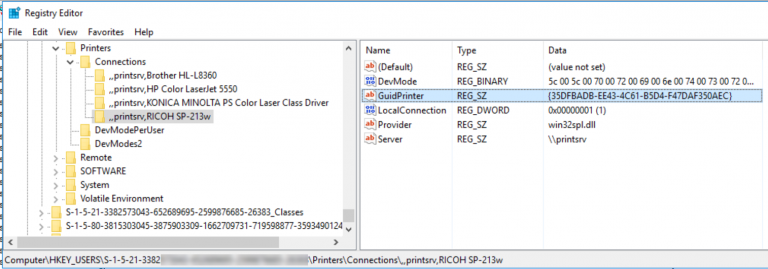 Registry Editor
File Edit View Favorites Help
Printers
Connections
,,printsrv,Brother HL-L8360
,,printsrv,HP Color LaserJet 5550
,,printsrv,KONICA MINOLTA PS Color Laser Class Driver
,,printsrv,RICOH SP-213w
DevModePerUser
DevModes2
Remote
SOFTWARE
System
Volatile Environment
S-1-5-21-3382573043-652689695-2599876685-26383_Classes
S-1-5-80-3815303045-3875903309-1662709731-719598877-3593490124
Name Type Data
(Default) REG_SZ (value not set)
DevMode REG_BINARY 5c 00 5c 00 70 00 72 00 69 00 6e 00 74 00 73 00 72 0...
GuidPrinter REG_SZ {35DFBADB-EE43-4C61-B5D4-F47DAF350AEC}
LocalConnection REG_DWORD 0x00000001 (1)
Provider REG_SZ win32spl.dll
Server REG_SZ \\printsrv
Computer\HKEY_USERS\S-1-5-21-3382 \Printers\Connections\,,printsrv,RICOH SP-213w